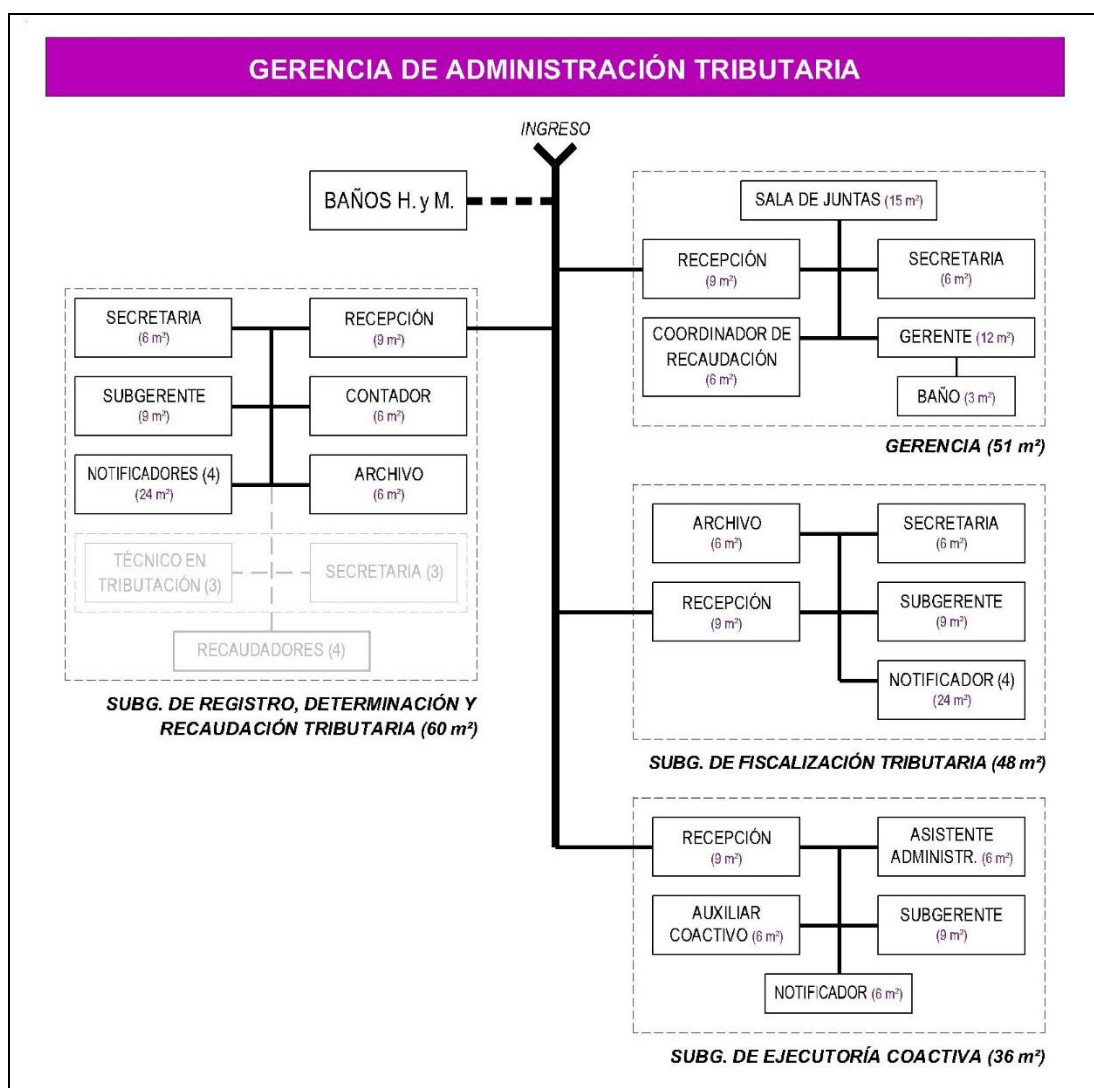 GERENCIA DE ADMINISTRACIÓN TRIBUTARIA
INGRESO
BAÑOS H. y M.
SALA DE JUNTAS (15 m²)
RECEPCIÓN
(9 m²)
SECRETARIA
(6 m²)
COORDINADOR DE
RECAUDACIÓN
(6 m²)
GERENTE (12 m²)
BAÑO (3 m²)
GERENCIA (51 m²)
SECRETARIA
(6 m²)
RECEPCIÓN
(9 m²)
SUBGERENTE
(9 m²)
CONTADOR
(6 m²)
NOTIFICADORES (4)
(24 m²)
ARCHIVO
(6 m²)
TÉCNICO EN
TRIBUTACIÓN (3)
SECRETARIA (3)
RECAUDADORES (4)
SUBG. DE REGISTRO, DETERMINACIÓN Y
RECAUDACIÓN TRIBUTARIA (60 m²)
ARCHIVO
(6 m²)
SECRETARIA
(6 m²)
RECEPCIÓN
(9 m²)
SUBGERENTE
(9 m²)
NOTIFICADOR (4)
(24 m²)
SUBG. DE FISCALIZACIÓN TRIBUTARIA (48 m²)
RECEPCIÓN
(9 m²)
ASISTENTE
ADMINISTR. (6 m²)
AUXILIAR
COACTIVO (6 m²)
SUBGERENTE
(9 m²)
NOTIFICADOR (6 m²)
SUBG. DE EJECUTORÍA COACTIVA (36 m²)